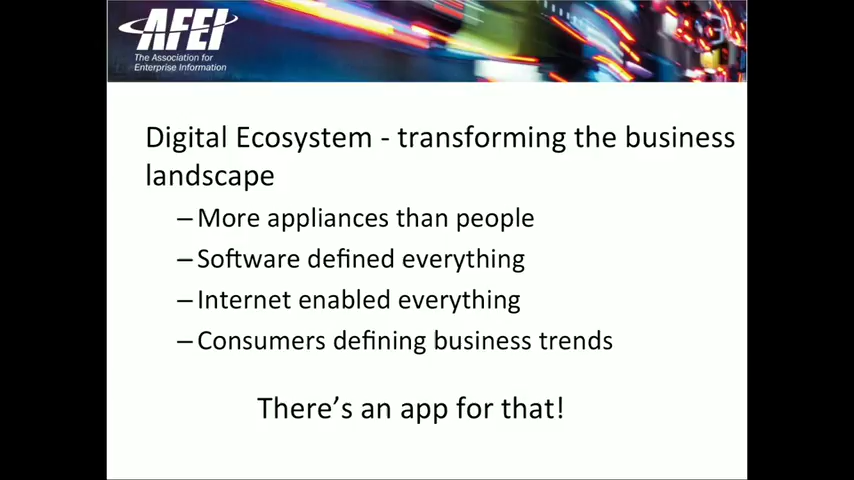 AFEI
The Association for
Enterprise Information
Digital Ecosystem - transforming the business
landscape
– More appliances than people
– Software defined everything
– Internet enabled everything
– Consumers defining business trends
There’s an app for that!